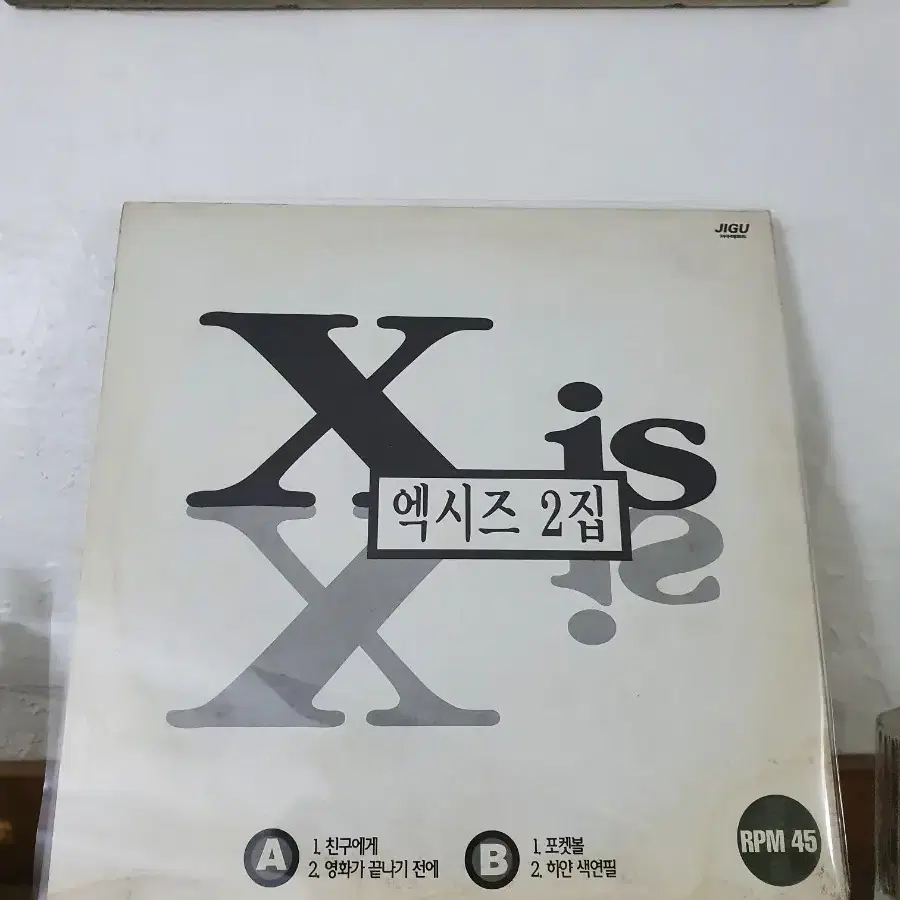 JIGU
X is
엑시즈 2집
X is
A
1. 친구에게
2. 영화가 끝나기 전에
B
1. 포켓볼
2. 하얀 색연필
RPM 45